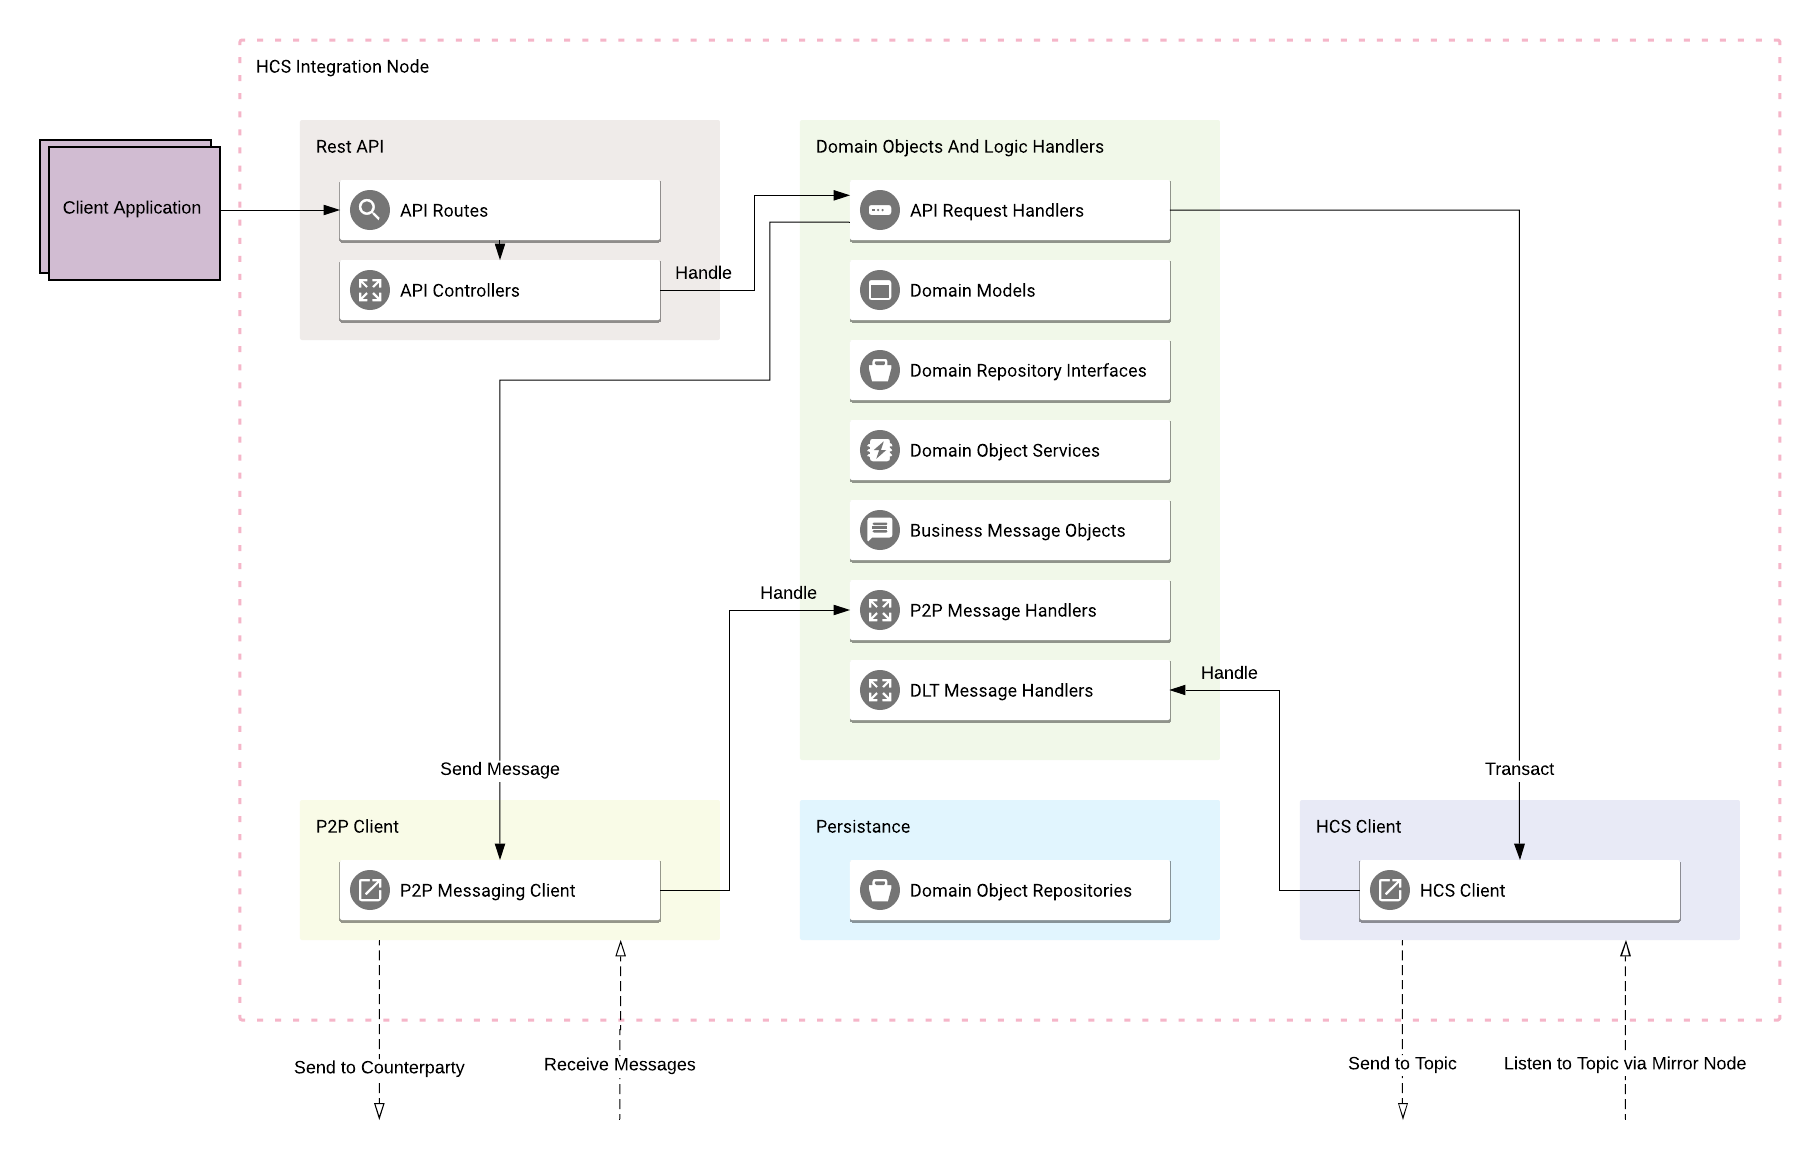 HCS Integration Node
Client Application
Rest API
API Routes
API Controllers
Handle
Domain Objects And Logic Handlers
API Request Handlers
Domain Models
Domain Repository Interfaces
Domain Object Services
Business Message Objects
Handle
P2P Message Handlers
DLT Message Handlers
Handle
Send Message
Transact
P2P Client
P2P Messaging Client
Persistance
Domain Object Repositories
HCS Client
HCS Client
Send to Counterparty
Receive Messages
Send to Topic
Listen to Topic via Mirror Node